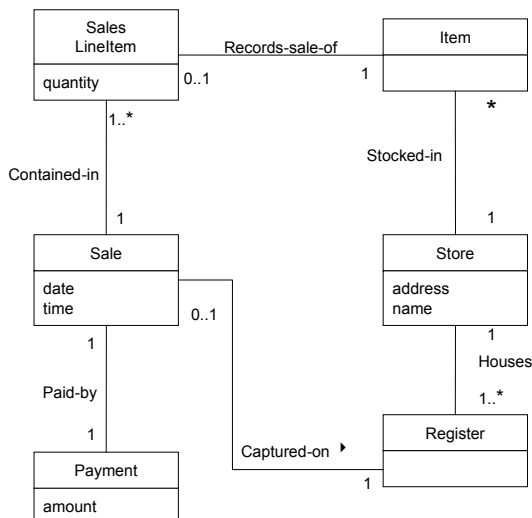 Sales
LineItem
quantity
Records-sale-of
0..1
1
Item
1..*
*
Contained-in
Stocked-in
1
1
Sale
date
time
0..1
Store
address
name
1
1
Houses
Paid-by
1..*
1
Captured-on
Register
1
Payment
amount